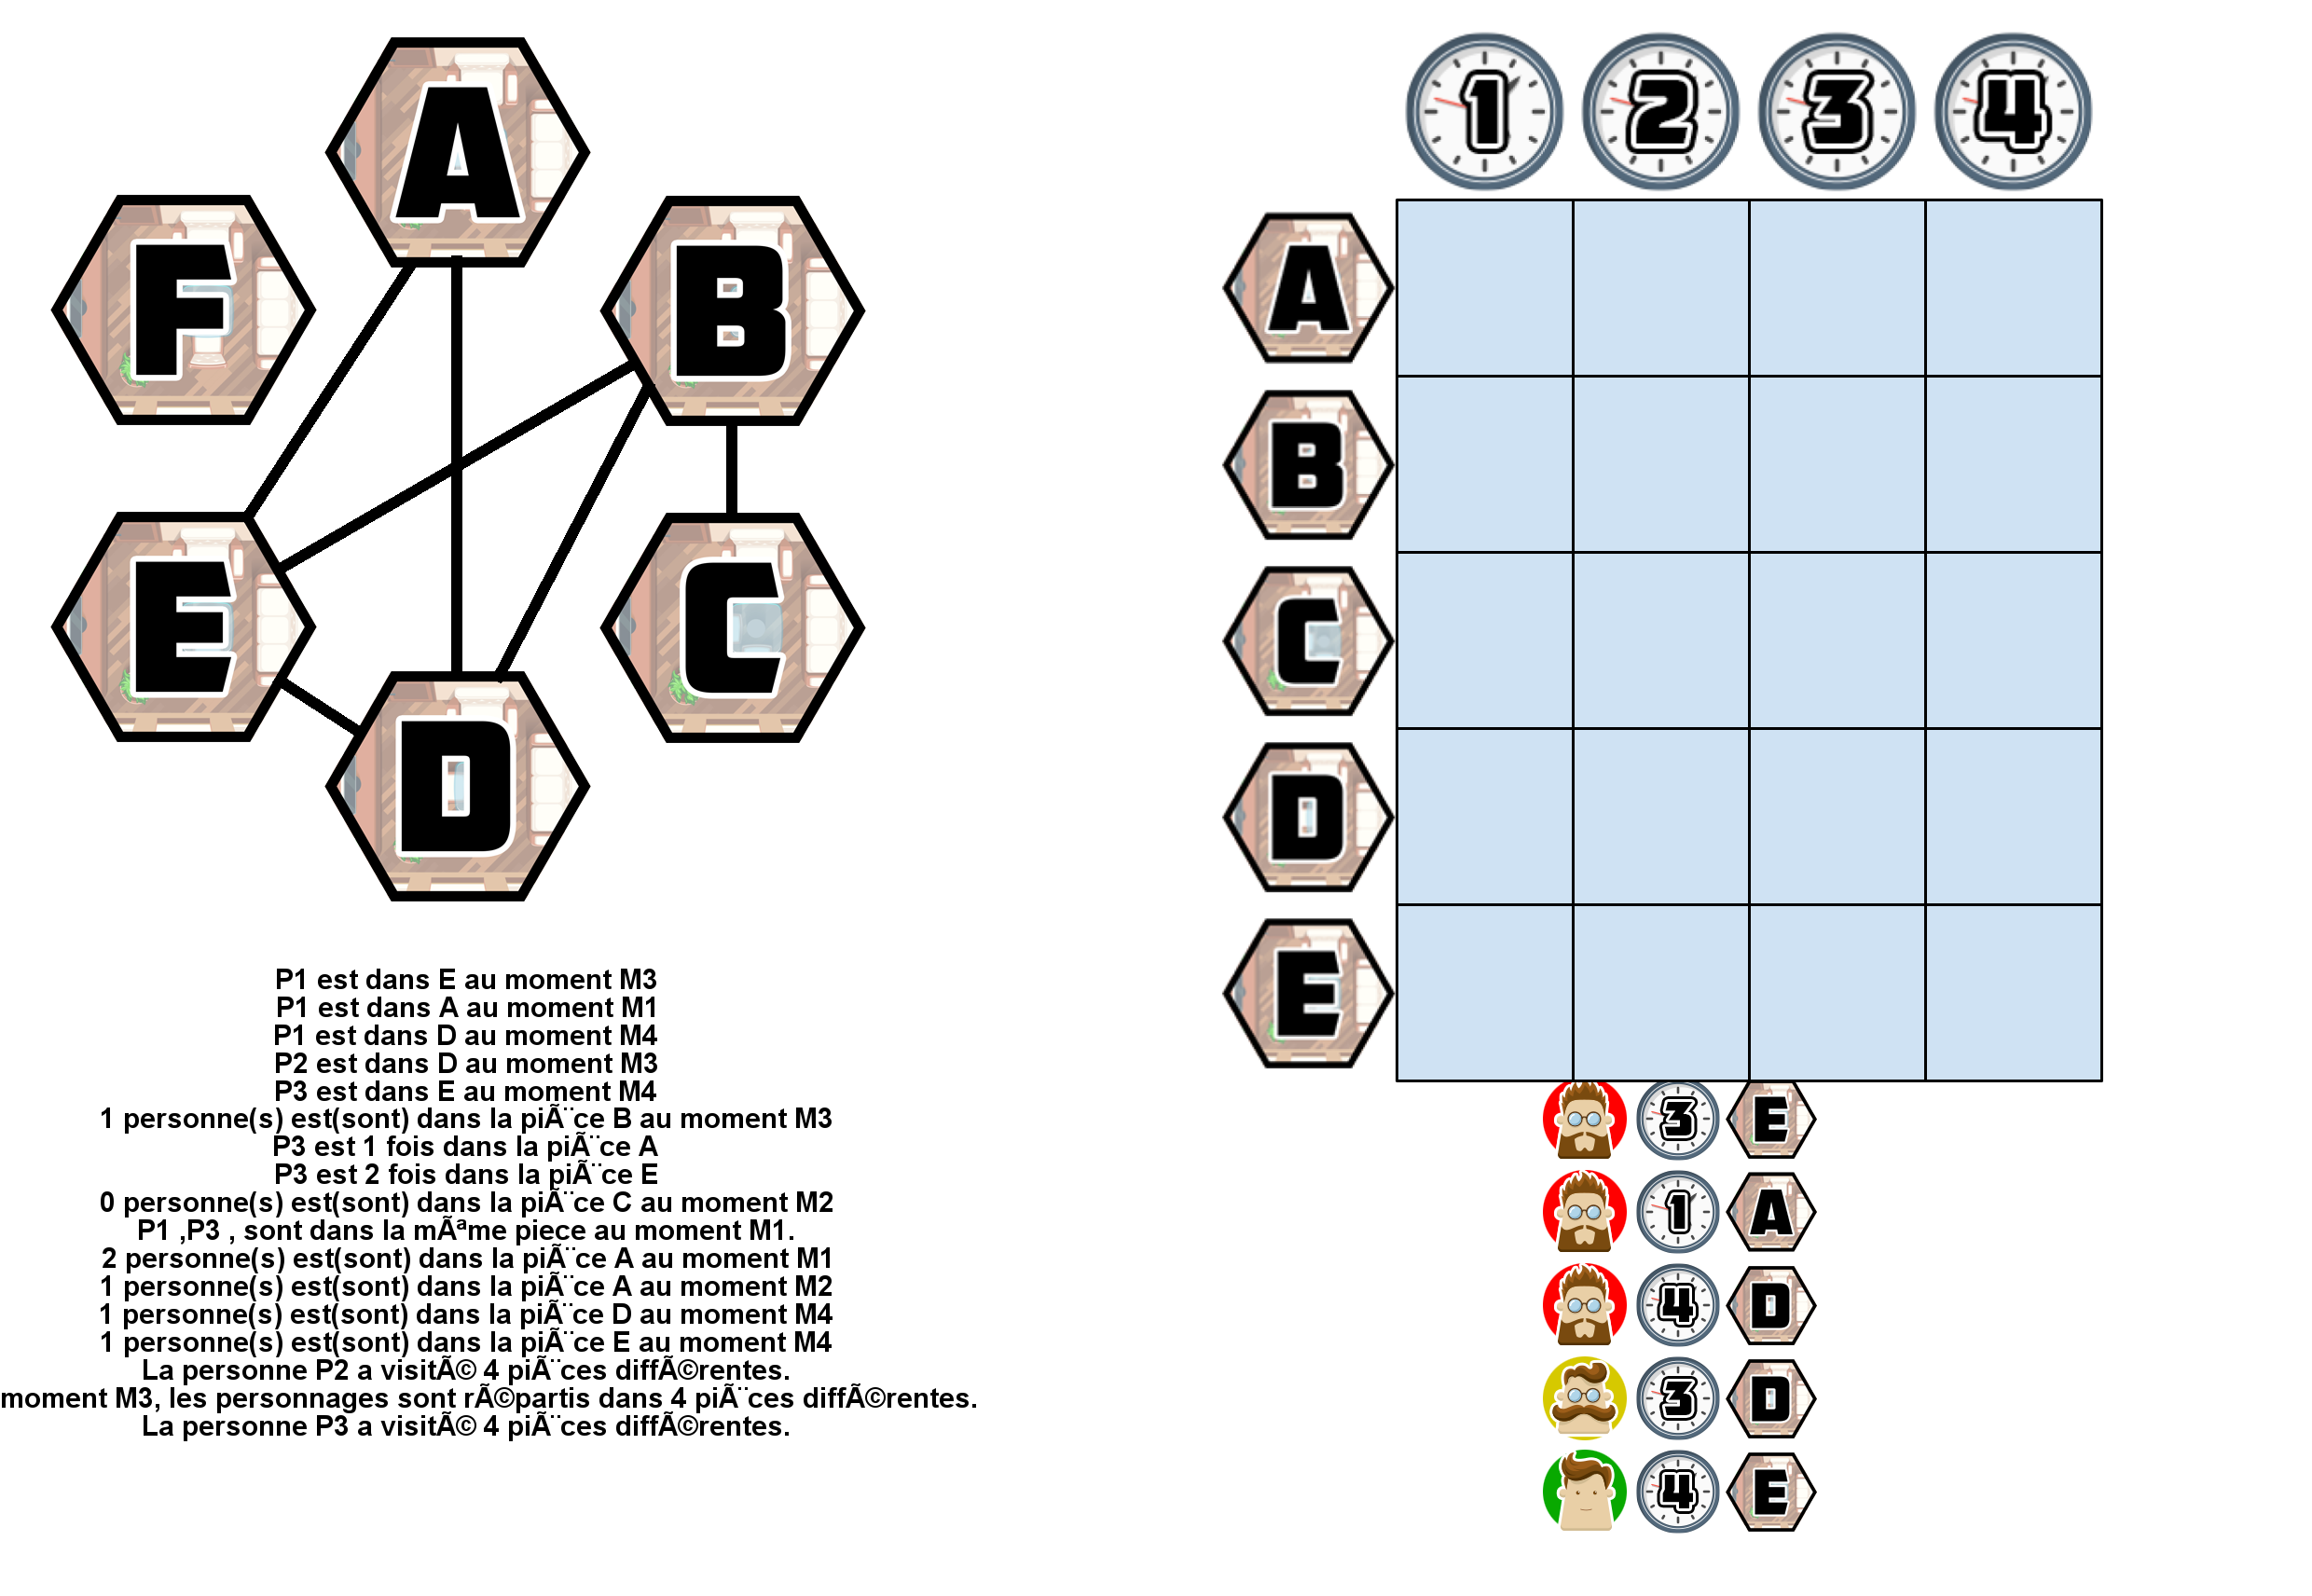 A
F
B
E
C
D
1 2 3 4
A
B
C
D
E
P1 est dans E au moment M3
P1 est dans A au moment M1
P1 est dans D au moment M4
P2 est dans D au moment M3
P3 est dans E au moment M4
1 personne(s) est(sont) dans la piÃ¨ce B au moment M3
P3 est 1 fois dans la piÃ¨ce A
P3 est 2 fois dans la piÃ¨ce E
0 personne(s) est(sont) dans la piÃ¨ce C au moment M2
P1 ,P3 , sont dans la mÃªme piece au moment M1.
2 personne(s) est(sont) dans la piÃ¨ce A au moment M1
1 personne(s) est(sont) dans la piÃ¨ce A au moment M2
1 personne(s) est(sont) dans la piÃ¨ce D au moment M4
1 personne(s) est(sont) dans la piÃ¨ce E au moment M4
La personne P2 a visitÃ© 4 piÃ¨ces diffÃ©rentes.
moment M3, les personnages sont rÃ©partis dans 4 piÃ¨ces diffÃ©rentes.
La personne P3 a visitÃ© 4 piÃ¨ces diffÃ©rentes.
3 E
1 A
4 D
3 D
4 E